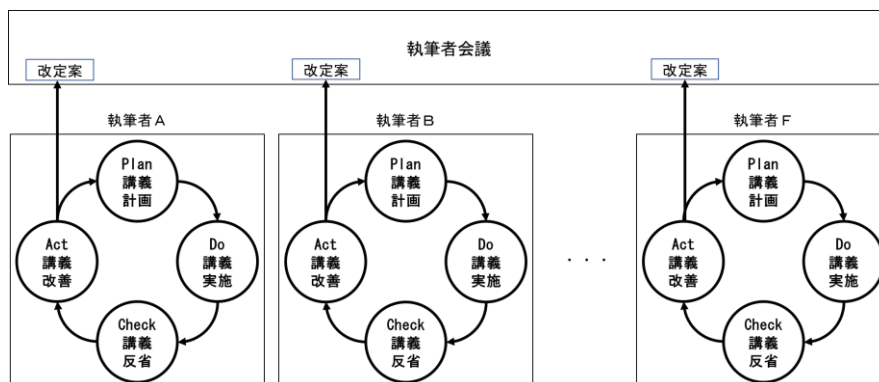 執筆者会議
改定案
改定案
改定案
執筆者A
Plan
講義
計画
Act
講義
改善
Do
講義
実施
Check
講義
反省
執筆者B
Plan
講義
計画
Act
講義
改善
Do
講義
実施
Check
講義
反省
・・・
執筆者F
Plan
講義
計画
Act
講義
改善
Do
講義
実施
Check
講義
反省